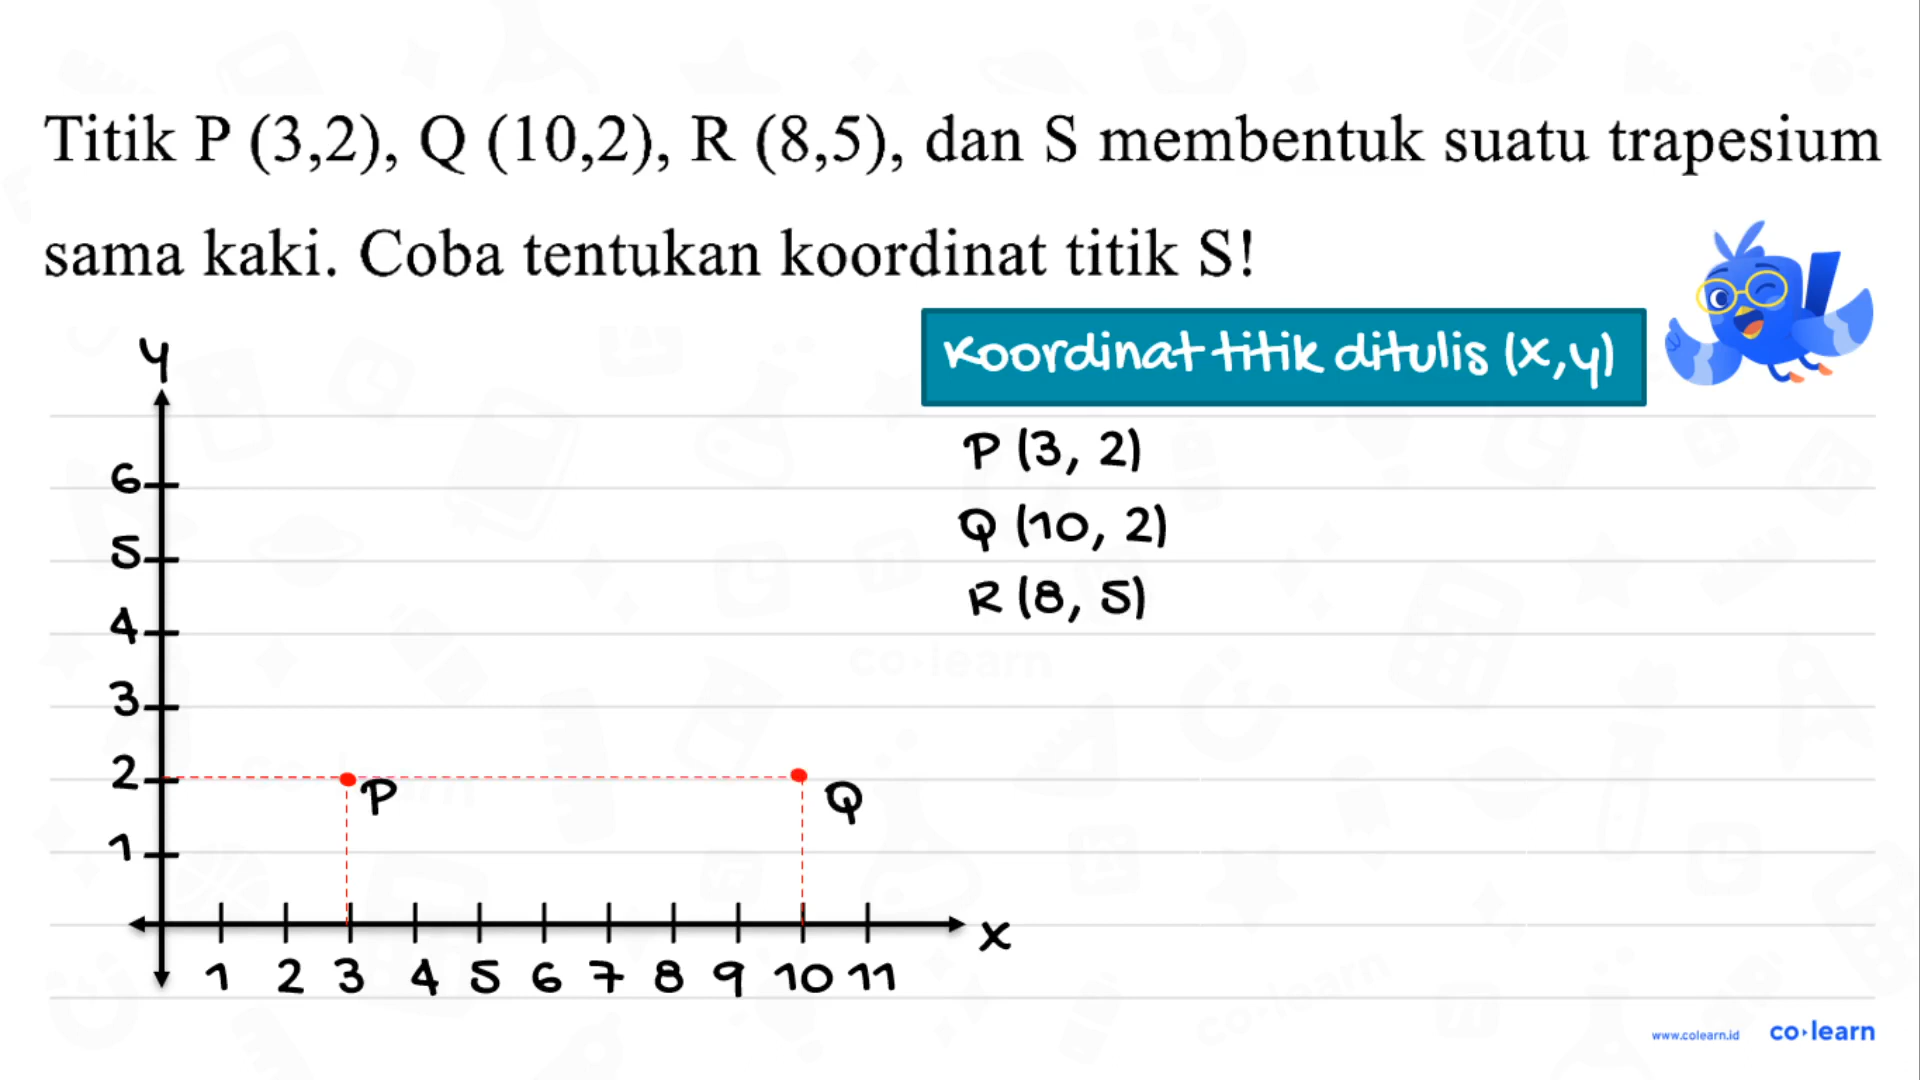 Titik P (3,2), Q (10,2), R (8,5), dan S membentuk suatu trapesium
sama kaki. Coba tentukan koordinat titik S!
Koordinat titik ditulis (x,y)
P (3, 2)
Q (10, 2)
R (8, 5)
y
6
5
4
3
2
1
P
Q
x
1 2 3 4 5 6 7 8 9 10 11
co-learn
www.colearn.id co·learn